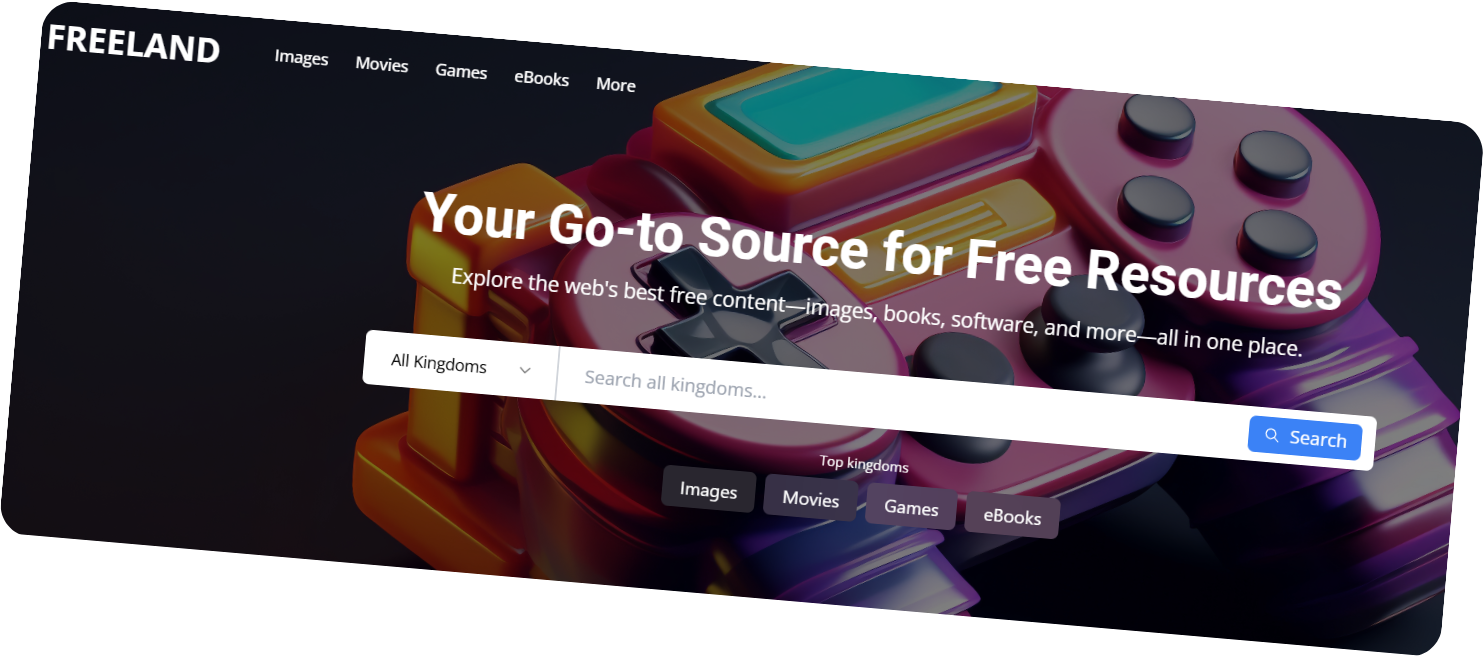 FREELAND
Images Movies Games eBooks More
Your Go-to Source for Free Resources
Explore the web's best free content—images, books, software, and more—all in one place.
All Kingdoms Search all kingdoms... Search
Top kingdoms
Images Movies Games eBooks